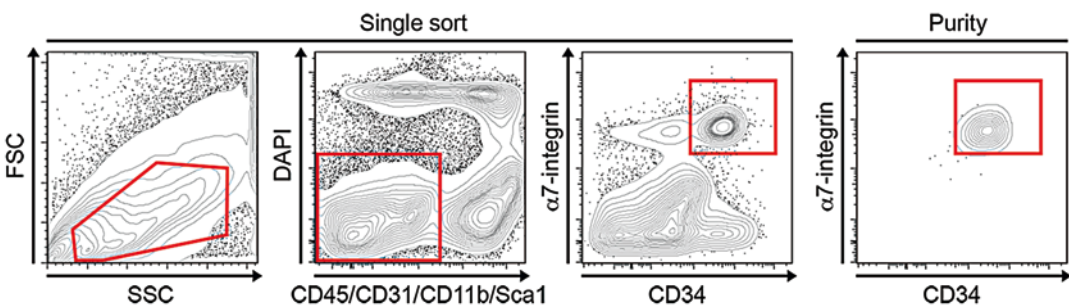 Single sort
Purity
FSC
SSC
DAPI
CD45/CD31/CD11b/Sca1
α7-integrin
CD34
α7-integrin
CD34